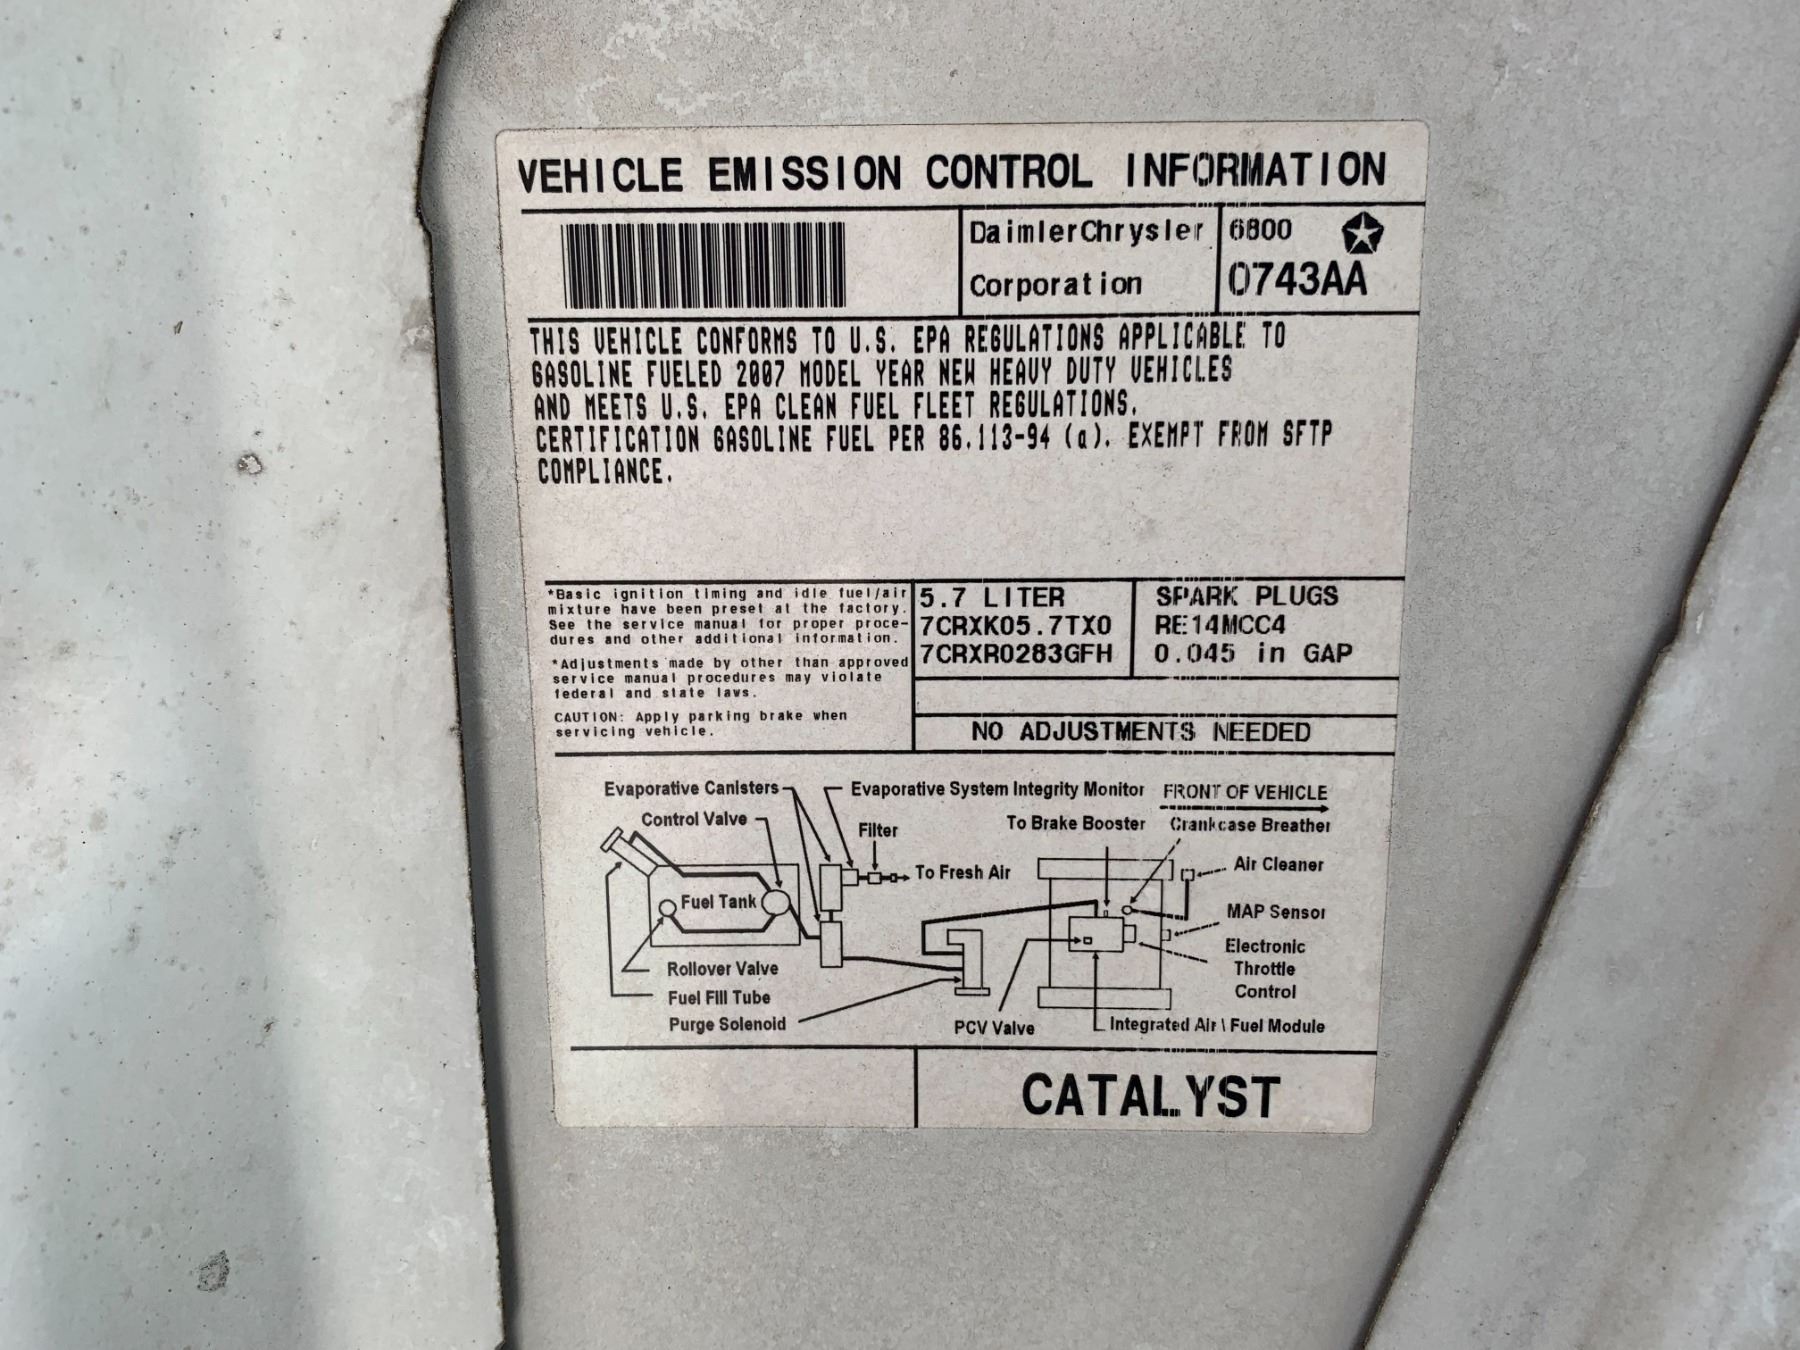 VEHICLE EMISSION CONTROL INFORMATION
DaimlerChrysler
Corporation
6800
0743AA
THIS VEHICLE CONFORMS TO U.S. EPA REGULATIONS APPLICABLE TO
GASOLINE FUELED 2007 MODEL YEAR NEW HEAVY DUTY VEHICLES
AND MEETS U.S. EPA CLEAN FUEL FLEET REGULATIONS.
CERTIFICATION GASOLINE FUEL PER 86.113-94 (a). EXEMPT FROM SFTP
COMPLIANCE.
*Basic ignition timing and idle fuel/air
mixture have been preset at the factory.
See the service manual for proper proce-
dures and other additional information.
*Adjustments made by other than approved
service manual procedures may violate
federal and state laws.
CAUTION: Apply parking brake when
servicing vehicle.
5.7 LITER
7CRXK05.7TX0
7CRXR0283GFH
SPARK PLUGS
RE14MCC4
0.045 in GAP
NO ADJUSTMENTS NEEDED
Evaporative Canisters
Evaporative System Integrity Monitor
FRONT OF VEHICLE
Control Valve
Filter
To Brake Booster
Crankcase Breather
To Fresh Air
Air Cleaner
Fuel Tank
MAP Sensor
Electronic
Throttle
Control
Rollover Valve
Fuel Fill Tube
Purge Solenoid
PCV Valve
Integrated Air \ Fuel Module
CATALYST